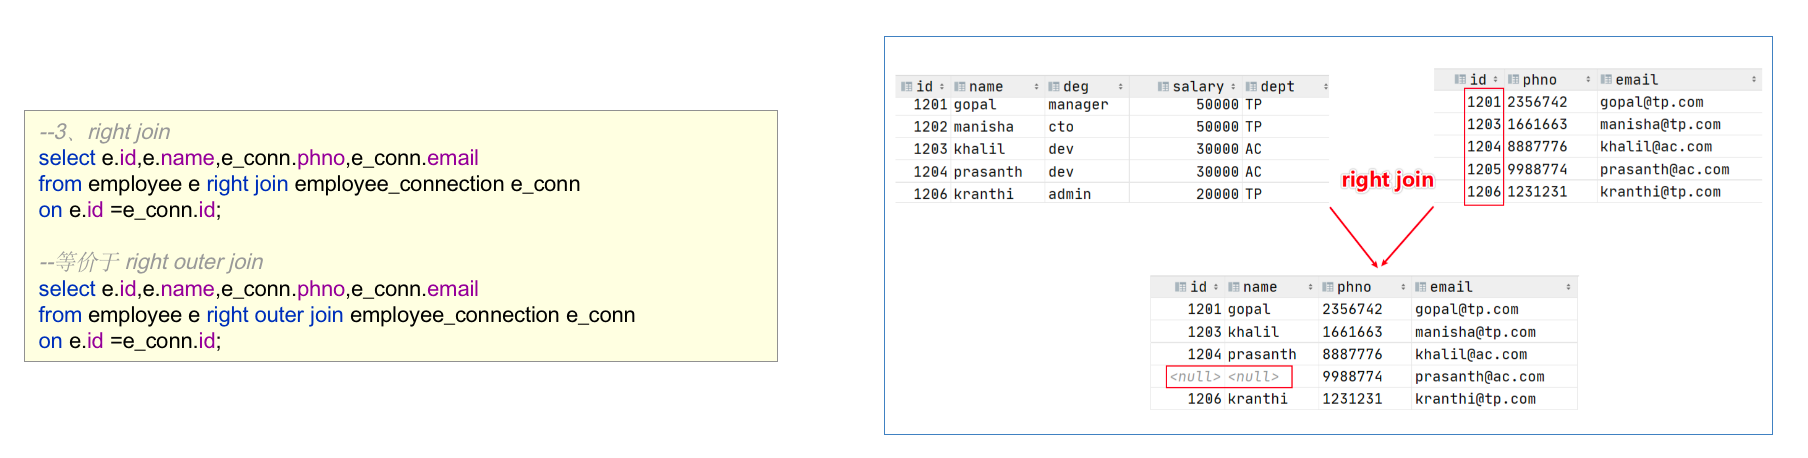 --3、right join
select e.id,e.name,e_conn.phno,e_conn.email
from employee e right join employee_connection e_conn
on e.id =e_conn.id;
--等价于 right outer join
select e.id,e.name,e_conn.phno,e_conn.email
from employee e right outer join employee_connection e_conn
on e.id =e_conn.id;
id name deg salary dept
1201 gopal manager 50000 TP
1202 manisha cto 50000 TP
1203 khalil dev 30000 AC
1204 prasanth dev 30000 AC
1206 kranthi admin 20000 TP
right join
id phno email
1201 2356742 gopal@tp.com
1203 1661663 manisha@tp.com
1204 8887776 khalil@ac.com
1205 9988774 prasanth@ac.com
1206 1231231 kranthi@tp.com
id name phno email
1201 gopal 2356742 gopal@tp.com
1203 khalil 1661663 manisha@tp.com
1204 prasanth 8887776 khalil@ac.com
<null> <null> 9988774 prasanth@ac.com
1206 kranthi 1231231 kranthi@tp.com